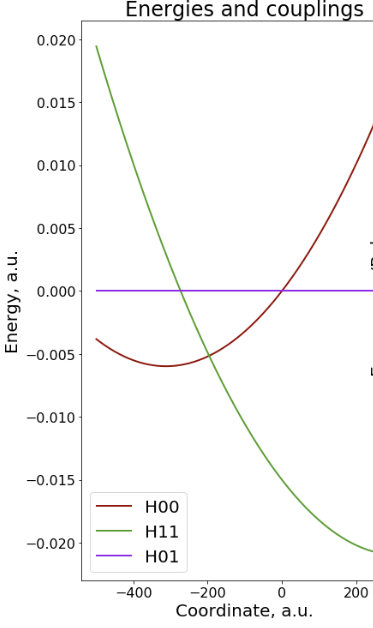 Energies and couplings
0.020
0.015
0.010
0.005
0.000
−0.005
−0.010
−0.015
−0.020
Energy, a.u.
H00
H11
H01
−400 −200 0 200
Coordinate, a.u.